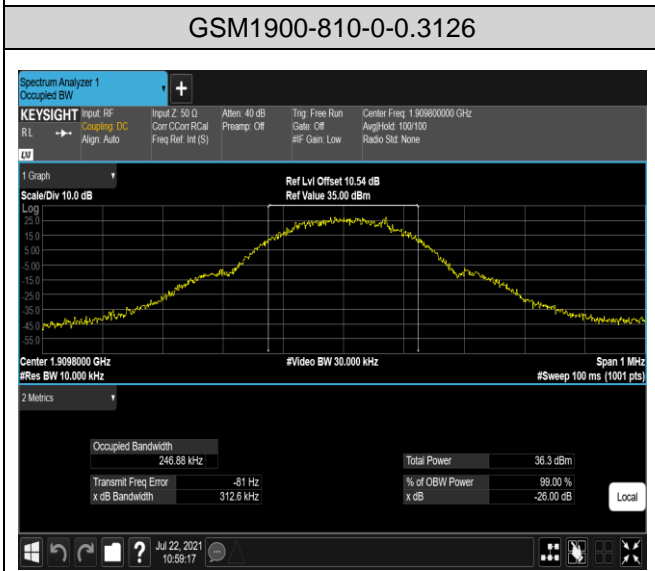 GSM1900-810-0-0.3126
Spectrum Analyzer 1
Occupied BW
+
KEYSIGHT Input: RF Input Z: 50 Ω Atten: 40 dB Trig: Free Run Center Freq: 1.909800000 GHz
RL Coupling: DC Corr CCorr RCal Preamp: Off Gate: Off Avg|Hold: 100/100
Align: Auto Freq Ref: Int (S) #IF Gain: Low Radio Std: None
LXI
1 Graph Ref Lvl Offset 10.54 dB
Scale/Div 10.0 dB Ref Value 35.00 dBm
Log
25.0
15.0
5.00
-5.00
-15.0
-25.0
-35.0
-45.0
-55.0
Center 1.9098000 GHz #Video BW 30.000 kHz Span 1 MHz
#Res BW 10.000 kHz #Sweep 100 ms (1001 pts)
2 Metrics
Occupied Bandwidth
246.88 kHz Total Power 36.3 dBm
Transmit Freq Error -81 Hz % of OBW Power 99.00 %
x dB Bandwidth 312.6 kHz x dB -26.00 dB
Local
? Jul 22, 2021
10:59:17